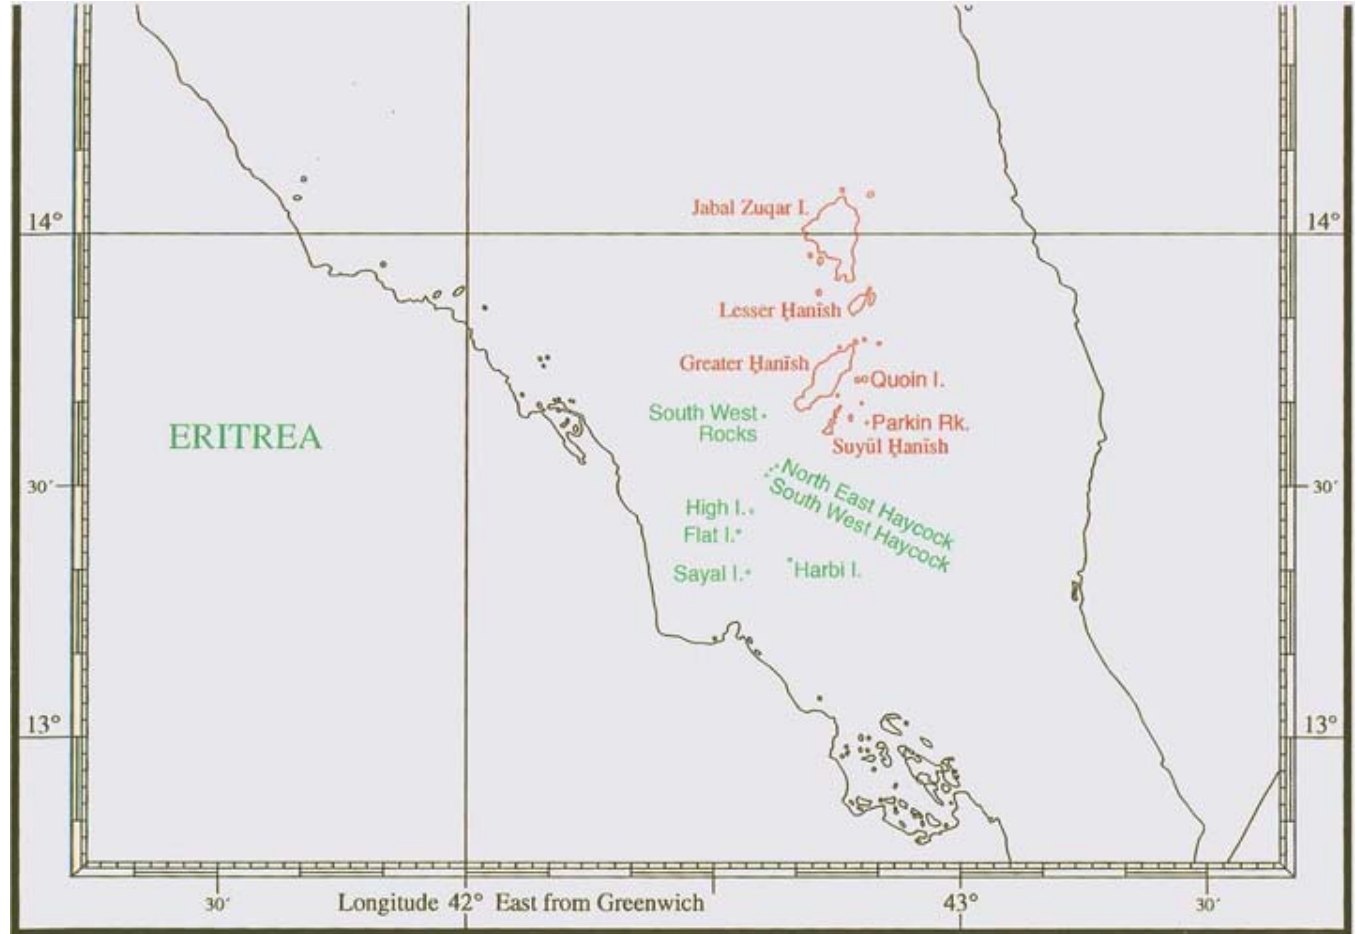 14°
14°
Jabal Zuqar I.
Lesser Ḥanīsh
Greater Ḥanīsh
Quoin I.
South West
Rocks
Parkin Rk.
Suyūl Ḥanīsh
ERITREA
30′
30′
North East Haycock
South West Haycock
High I.
Flat I.
Sayal I.
Harbi I.
13°
13°
30′
Longitude 42° East from Greenwich
43°
30′